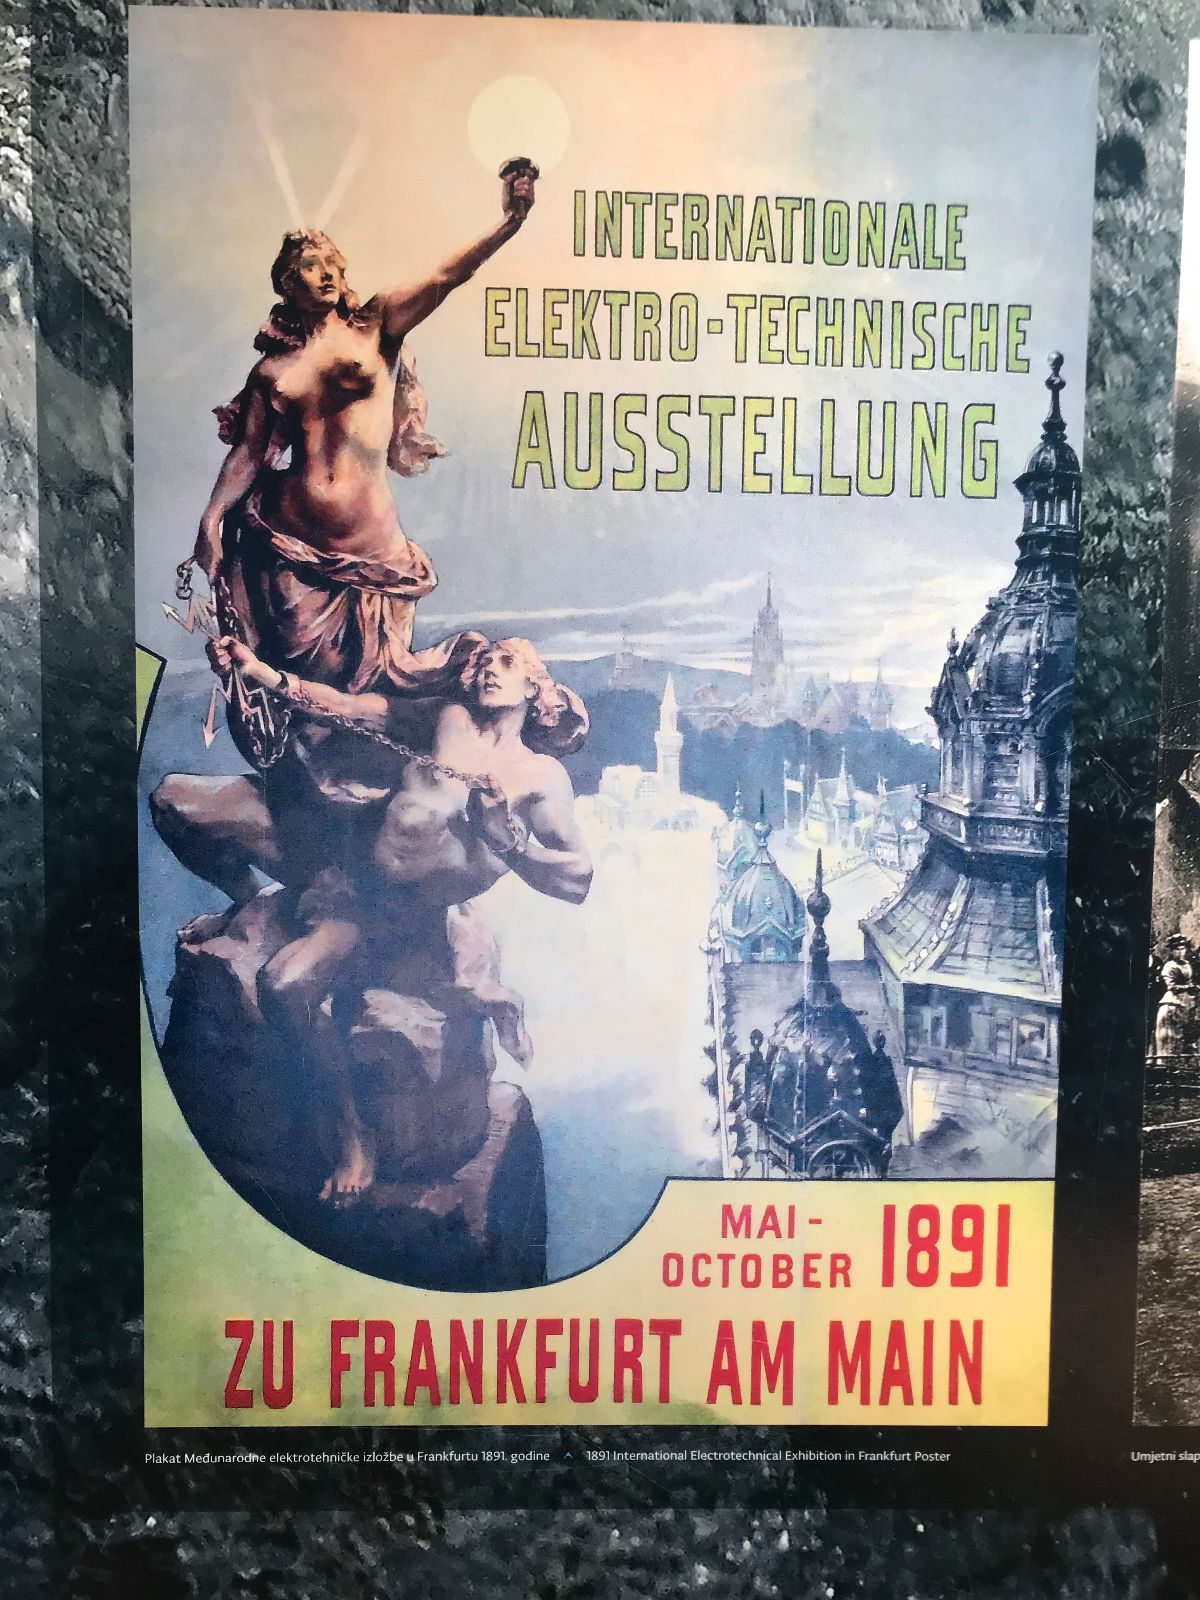 INTERNATIONALE
ELEKTRO-TECHNISCHE
AUSSTELLUNG
MAI-
OCTOBER 1891
ZU FRANKFURT AM MAIN
Plakat Međunarodne elektrotehničke izložbe u Frankfurtu 1891. godine ^ 1891 International Electrotechnical Exhibition in Frankfurt Poster
Umjetni slap